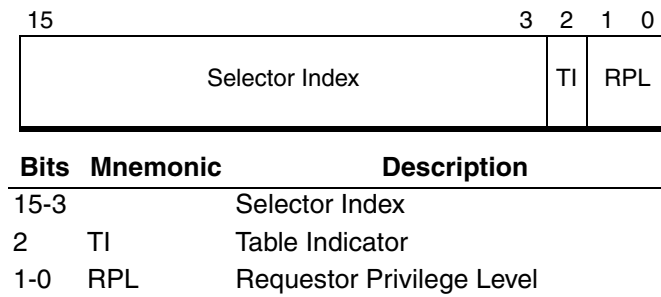 15 3 2 1 0
Selector Index TI RPL
Bits Mnemonic Description
15-3 Selector Index
2 TI Table Indicator
1-0 RPL Requestor Privilege Level